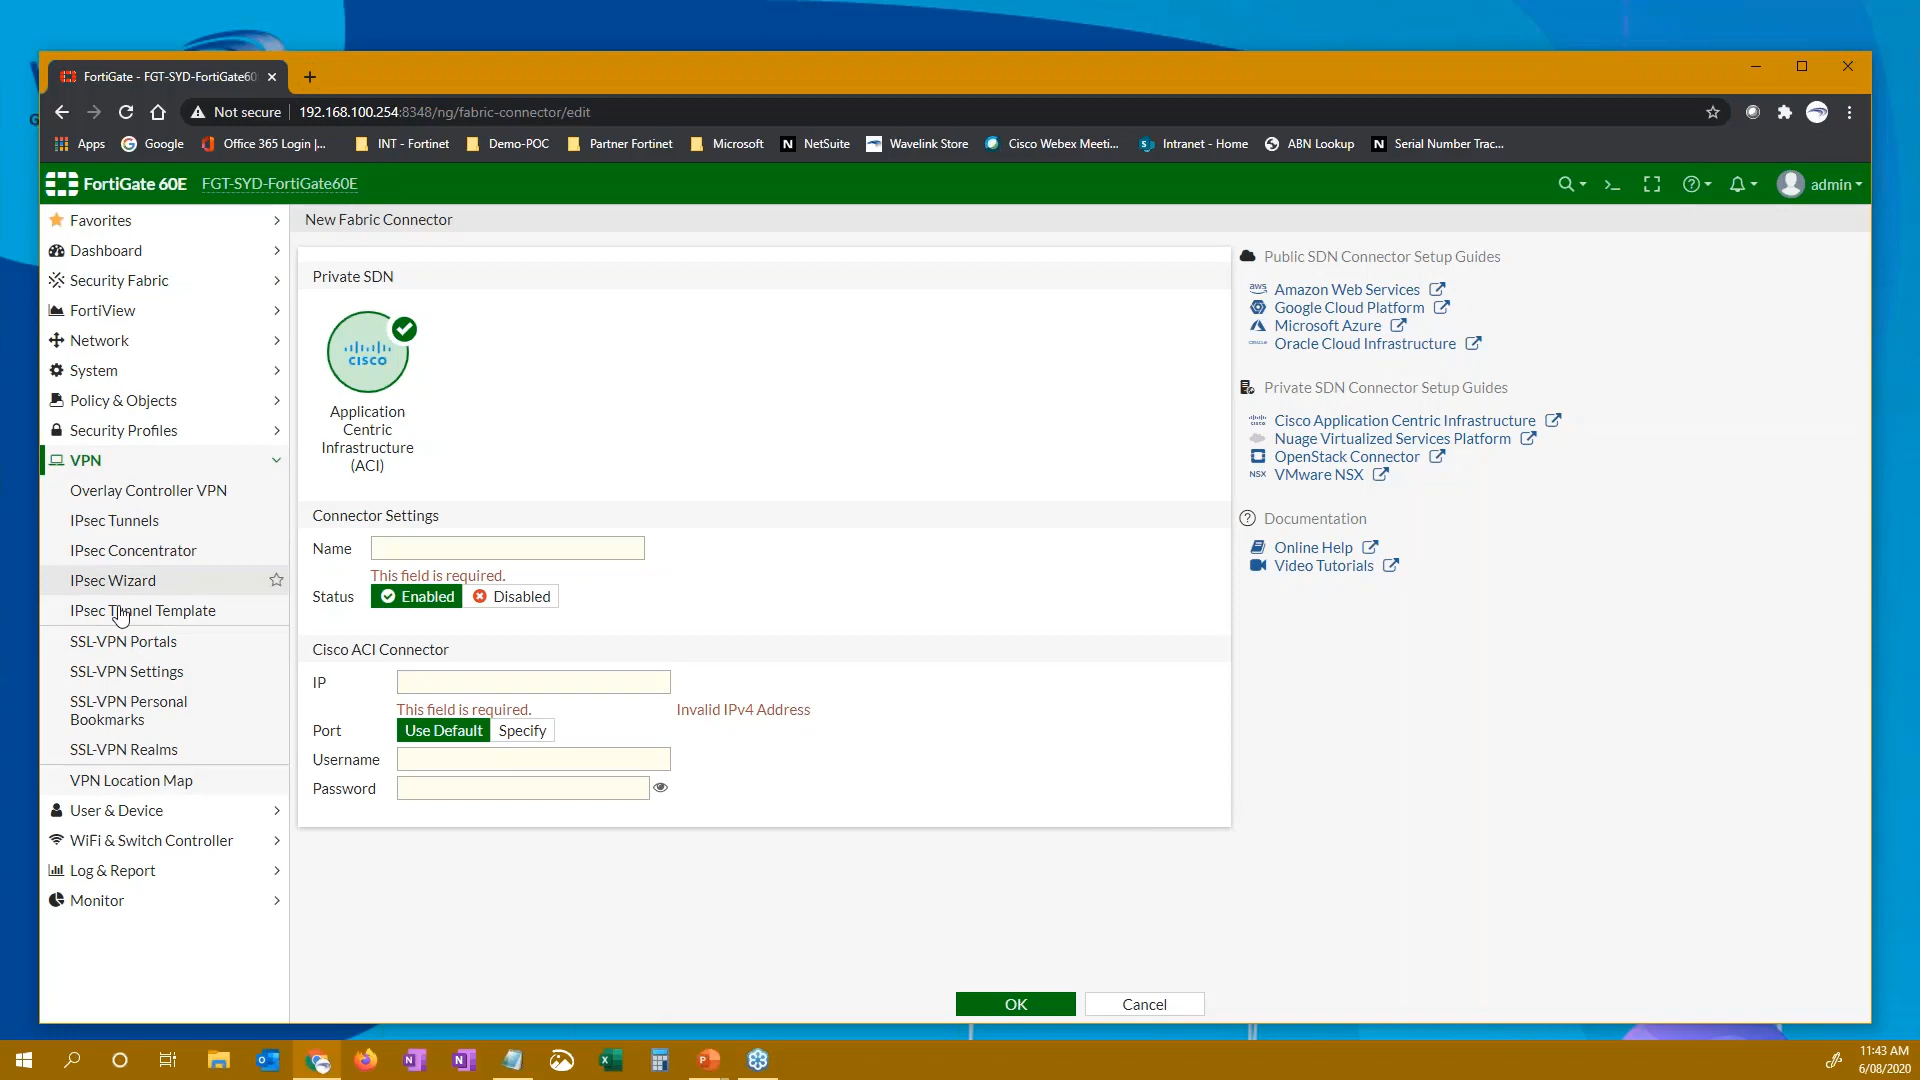 FortiGate - FGT-SYD-FortiGate60
Not secure
192.168.100.254:8348/ng/fabric-connector/edit
Apps
Google
Office 365 Login |...
INT - Fortinet
Demo-POC
Partner Fortinet
Microsoft
NetSuite
Wavelink Store
Cisco Webex Meeti...
Intranet - Home
ABN Lookup
Serial Number Trac...
FortiGate 60E
FGT-SYD-FortiGate60E
admin
Favorites
Dashboard
Security Fabric
FortiView
Network
System
Policy & Objects
Security Profiles
VPN
Overlay Controller VPN
IPsec Tunnels
IPsec Concentrator
IPsec Wizard
IPsec Tunnel Template
SSL-VPN Portals
SSL-VPN Settings
SSL-VPN Personal
Bookmarks
SSL-VPN Realms
VPN Location Map
User & Device
WiFi & Switch Controller
Log & Report
Monitor
New Fabric Connector
Private SDN
CISCO
Application
Centric
Infrastructure
(ACI)
Connector Settings
Name
This field is required.
Status
Enabled
Disabled
Cisco ACI Connector
IP
This field is required.
Invalid IPv4 Address
Port
Use Default
Specify
Username
Password
OK
Cancel
Public SDN Connector Setup Guides
aws
Amazon Web Services
Google Cloud Platform
Microsoft Azure
Oracle Cloud Infrastructure
Private SDN Connector Setup Guides
Cisco Application Centric Infrastructure
Nuage Virtualized Services Platform
OpenStack Connector
NSX
VMware NSX
Documentation
Online Help
Video Tutorials
11:43 AM
6/08/2020